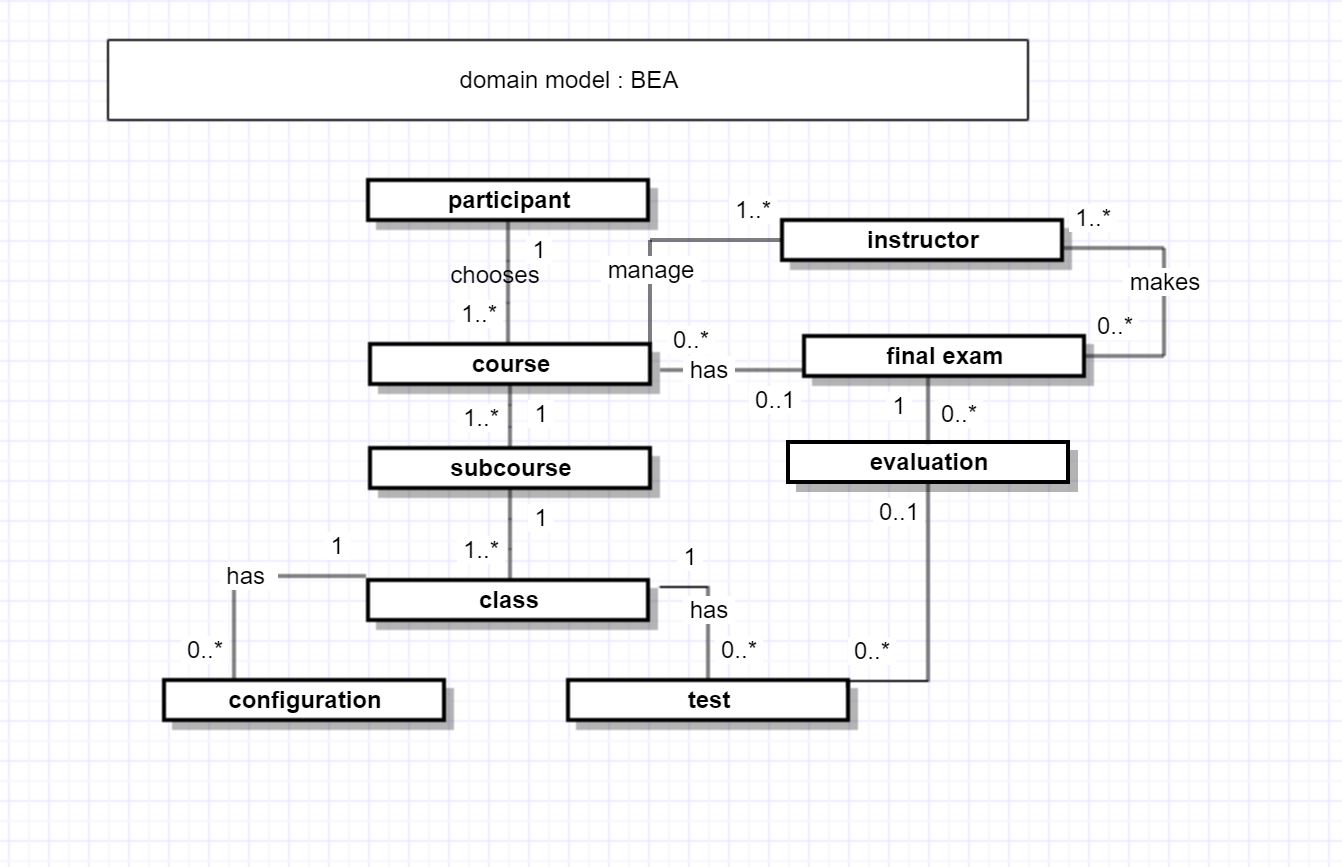 domain model : BEA
participant
1..*
1..*
instructor
1
chooses
manage
makes
1..*
0..*
0..*
course
has
final exam
0..1
1
0..*
1..*
1
subcourse
evaluation
1
0..1
1..*
1
1
has
class
has
0..*
0..*
0..*
configuration
test